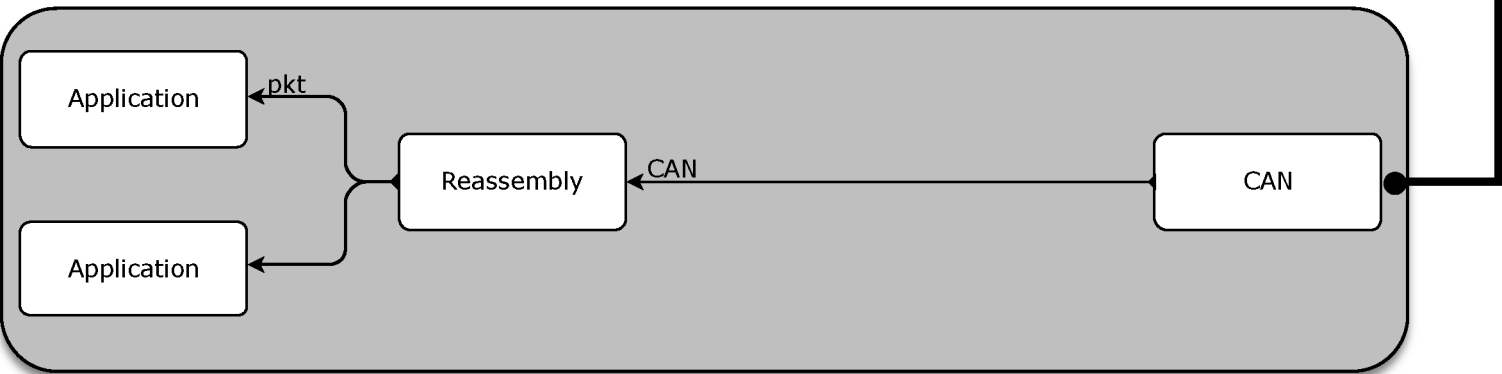 Application
pkt
Reassembly
CAN
CAN
Application